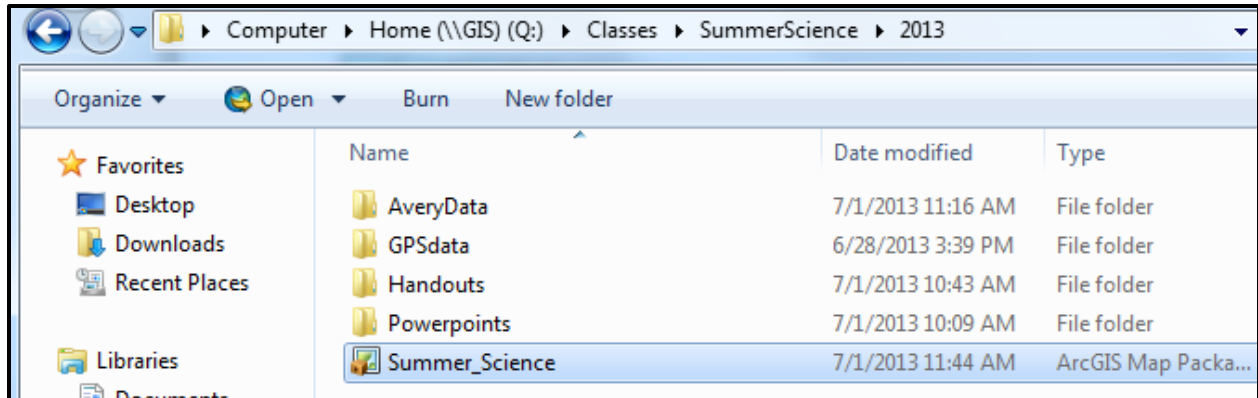 Computer Home (\\GIS) (Q:) Classes SummerScience 2013
Organize Open Burn New folder
Favorites
Desktop
Downloads
Recent Places
Libraries
Documents
Name Date modified Type
AveryData 7/1/2013 11:16 AM File folder
GPSdata 6/28/2013 3:39 PM File folder
Handouts 7/1/2013 10:43 AM File folder
Powerpoints 7/1/2013 10:09 AM File folder
Summer_Science 7/1/2013 11:44 AM ArcGIS Map Packa...